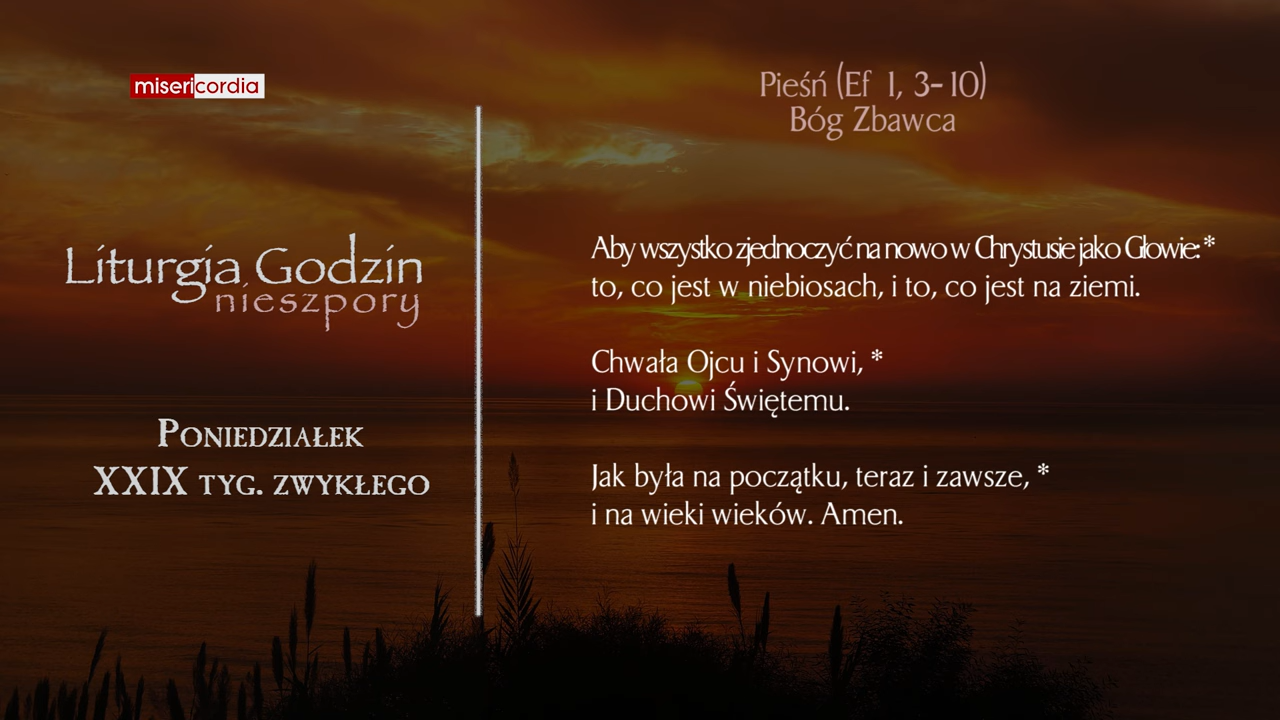 misericordia
Liturgia Godzin
nieszpory
Poniedziałek
XXIX tyg. zwykłego
Pieśń (Ef 1, 3-10)
Bóg Zbawca
Aby wszystko zjednoczyć na nowo w Chrystusie jako Głowie: *
to, co jest w niebiosach, i to, co jest na ziemi.
Chwała Ojcu i Synowi, *
i Duchowi Świętemu.
Jak była na początku, teraz i zawsze, *
i na wieki wieków. Amen.